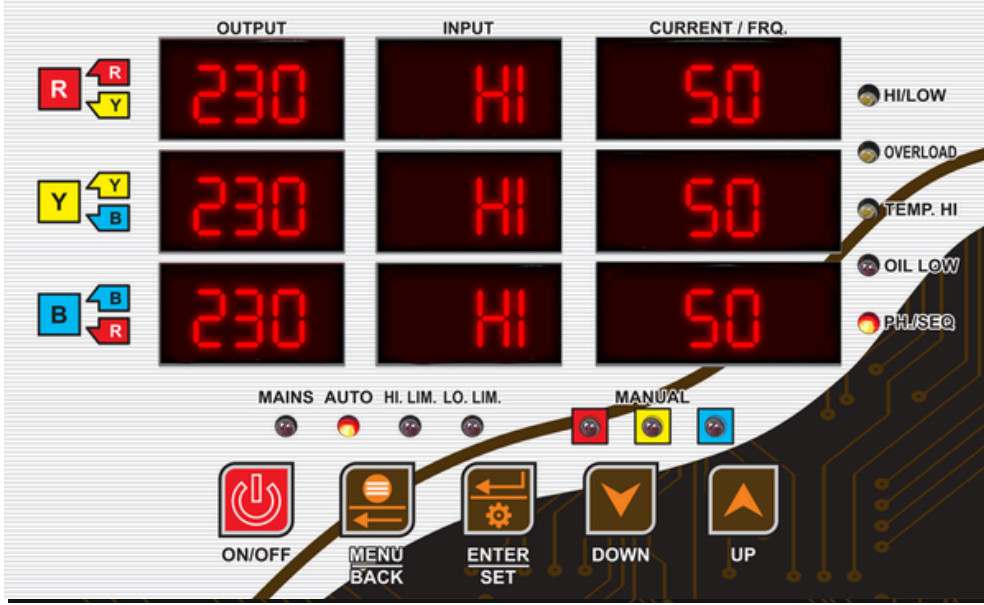 OUTPUT INPUT CURRENT / FRQ.
R R Y 230 HI 50 HI/LOW
OVERLOAD
Y Y B 230 HI 50 TEMP. HI
OIL LOW
B B R 230 HI 50 PH./SEQ
MAINS AUTO HI. LIM. LO. LIM. MANUAL
ON/OFF MENU BACK ENTER SET DOWN UP